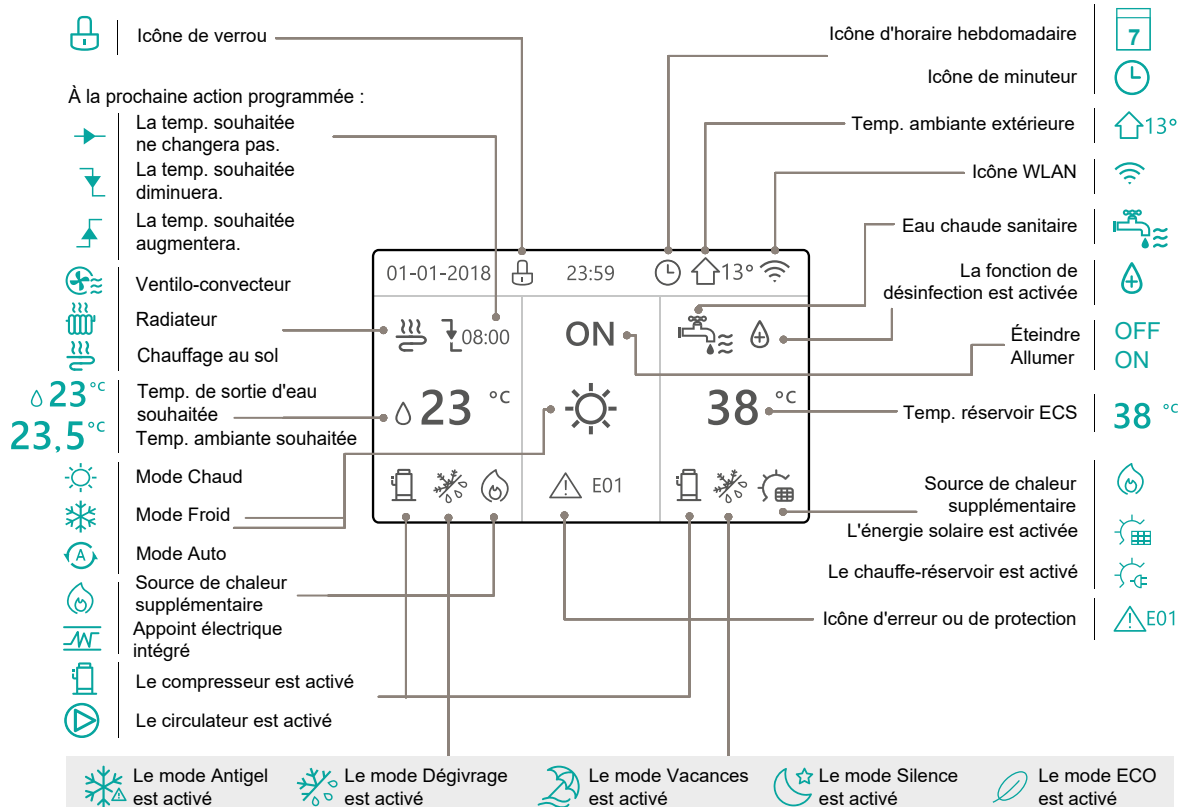 Icône de verrou
À la prochaine action programmée :
La temp. souhaitée
ne changera pas.
La temp. souhaitée
diminuera.
La temp. souhaitée
augmentera.
Ventilo-convecteur
Radiateur
Chauffage au sol
23 °C
23,5 °C
Temp. de sortie d'eau
souhaitée
Temp. ambiante souhaitée
Mode Chaud
Mode Froid
A
Mode Auto
Source de chaleur
supplémentaire
Appoint électrique
intégré
Le compresseur est activé
Le circulateur est activé
01-01-2018 23:59 13°
08:00 ON
23 °C 38 °C
E01
Icône d'horaire hebdomadaire
7
Icône de minuteur
Temp. ambiante extérieure
13°
Icône WLAN
Eau chaude sanitaire
La fonction de
désinfection est activée
Éteindre OFF
Allumer ON
Temp. réservoir ECS
38 °C
Source de chaleur
supplémentaire
L'énergie solaire est activée
Le chauffe-réservoir est activé
Icône d'erreur ou de protection
E01
Le mode Antigel
est activé
Le mode Dégivrage
est activé
Le mode Vacances
est activé
Le mode Silence
est activé
Le mode ECO
est activé